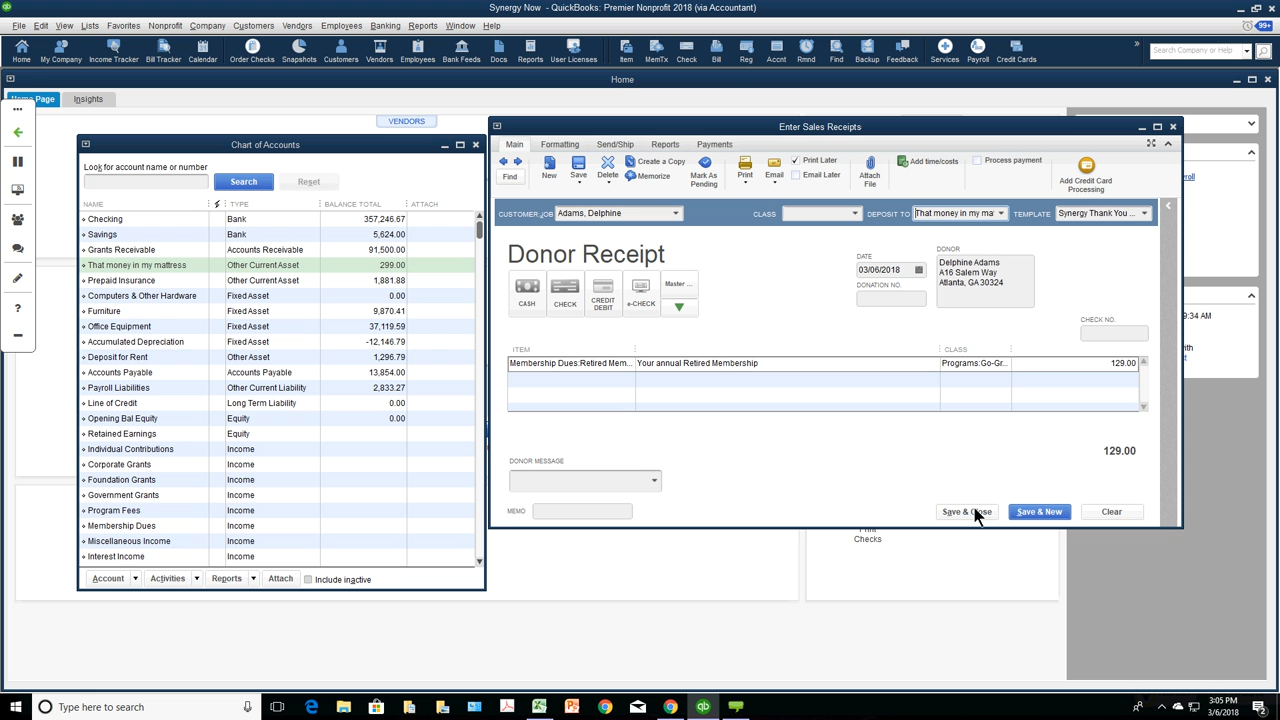 Synergy Now - QuickBooks: Premier Nonprofit 2018 (via Accountant)
File Edit View Lists Favorites Nonprofit Company Customers Vendors Employees Banking Reports Window Help
99+
Home My Company Income Tracker Bill Tracker Calendar Order Checks Snapshots Customers Vendors Employees Bank Feeds Docs Reports User Licenses Item MemTx Check Bill Reg Accnt Rmnd Find Backup Feedback Services Payroll Credit Cards
Search Company or Help
Home
Home Page Insights
VENDORS
Chart of Accounts
Look for account name or number
Search Reset
NAME TYPE BALANCE TOTAL ATTACH
Checking Bank 357,246.67
Savings Bank 5,624.00
Grants Receivable Accounts Receivable 91,500.00
That money in my mattress Other Current Asset 299.00
Prepaid Insurance Other Current Asset 1,881.88
Computers & Other Hardware Fixed Asset 0.00
Furniture Fixed Asset 9,870.41
Office Equipment Fixed Asset 37,119.59
Accumulated Depreciation Fixed Asset -12,146.79
Deposit for Rent Other Asset 1,296.79
Accounts Payable Accounts Payable 13,854.00
Payroll Liabilities Other Current Liability 2,833.27
Line of Credit Long Term Liability 0.00
Opening Bal Equity Equity 0.00
Retained Earnings Equity
Individual Contributions Income
Corporate Grants Income
Foundation Grants Income
Government Grants Income
Program Fees Income
Membership Dues Income
Miscellaneous Income Income
Interest Income Income
Account Activities Reports Attach Include inactive
Enter Sales Receipts
Main Formatting Send/Ship Reports Payments
Find New Save Delete Create a Copy Memorize Mark As Pending Print Email Print Later Email Later Attach File Add time/costs Process payment Add Credit Card Processing
CUSTOMER:JOB Adams, Delphine CLASS DEPOSIT TO That money in my ma TEMPLATE Synergy Thank You ...
Donor Receipt
CASH CHECK CREDIT DEBIT e-CHECK Master ...
DATE
03/06/2018
DONATION NO.
DONOR
Delphine Adams
A16 Salem Way
Atlanta, GA 30324
CHECK NO.
ITEM CLASS
Membership Dues:Retired Mem... Your annual Retired Membership Programs:Go-Gr... 129.00
129.00
DONOR MESSAGE
MEMO
Save & Close Save & New Clear
Print
Checks
roll
9:34 AM
with
?
Type here to search
3:05 PM
3/6/2018
2